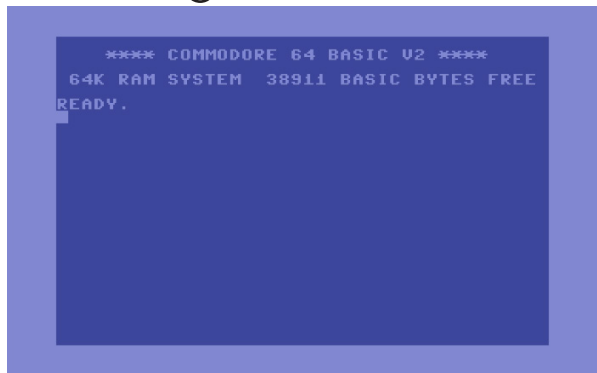 **** COMMODORE 64 BASIC V2 ****
64K RAM SYSTEM  38911 BASIC BYTES FREE
READY.